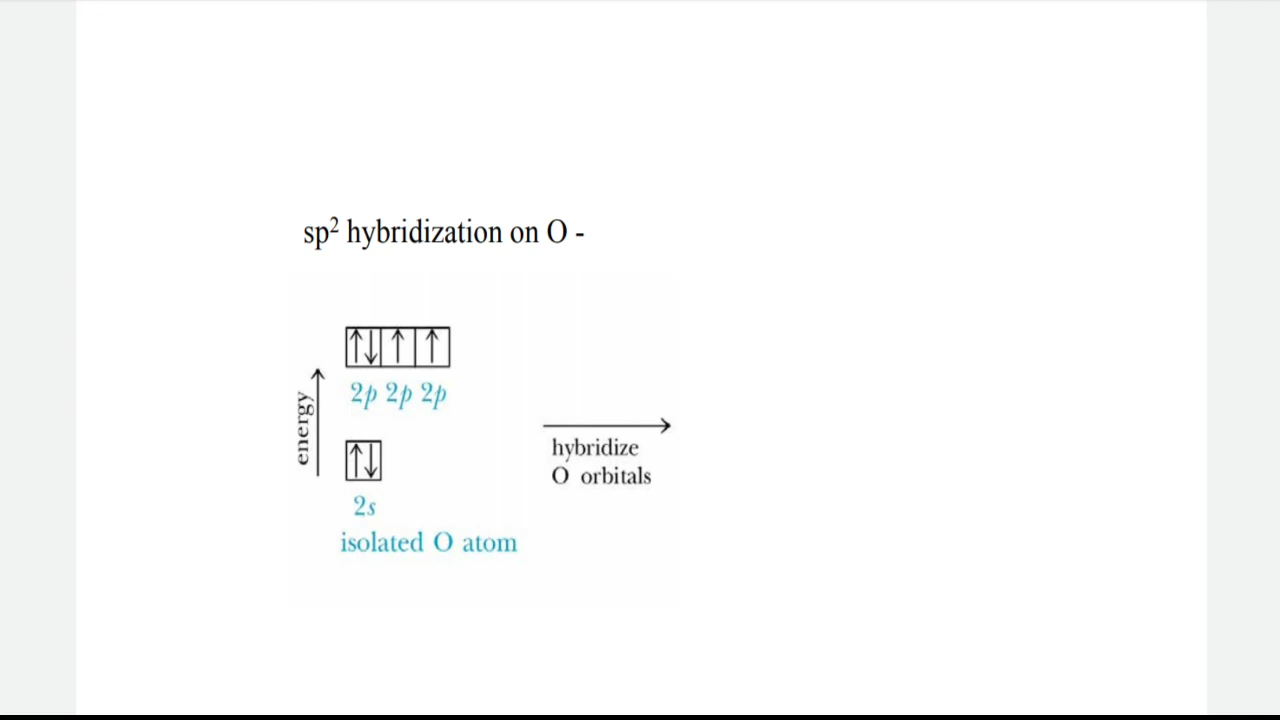 sp² hybridization on O -
2p 2p 2p
energy
hybridize
O orbitals
2s
isolated O atom